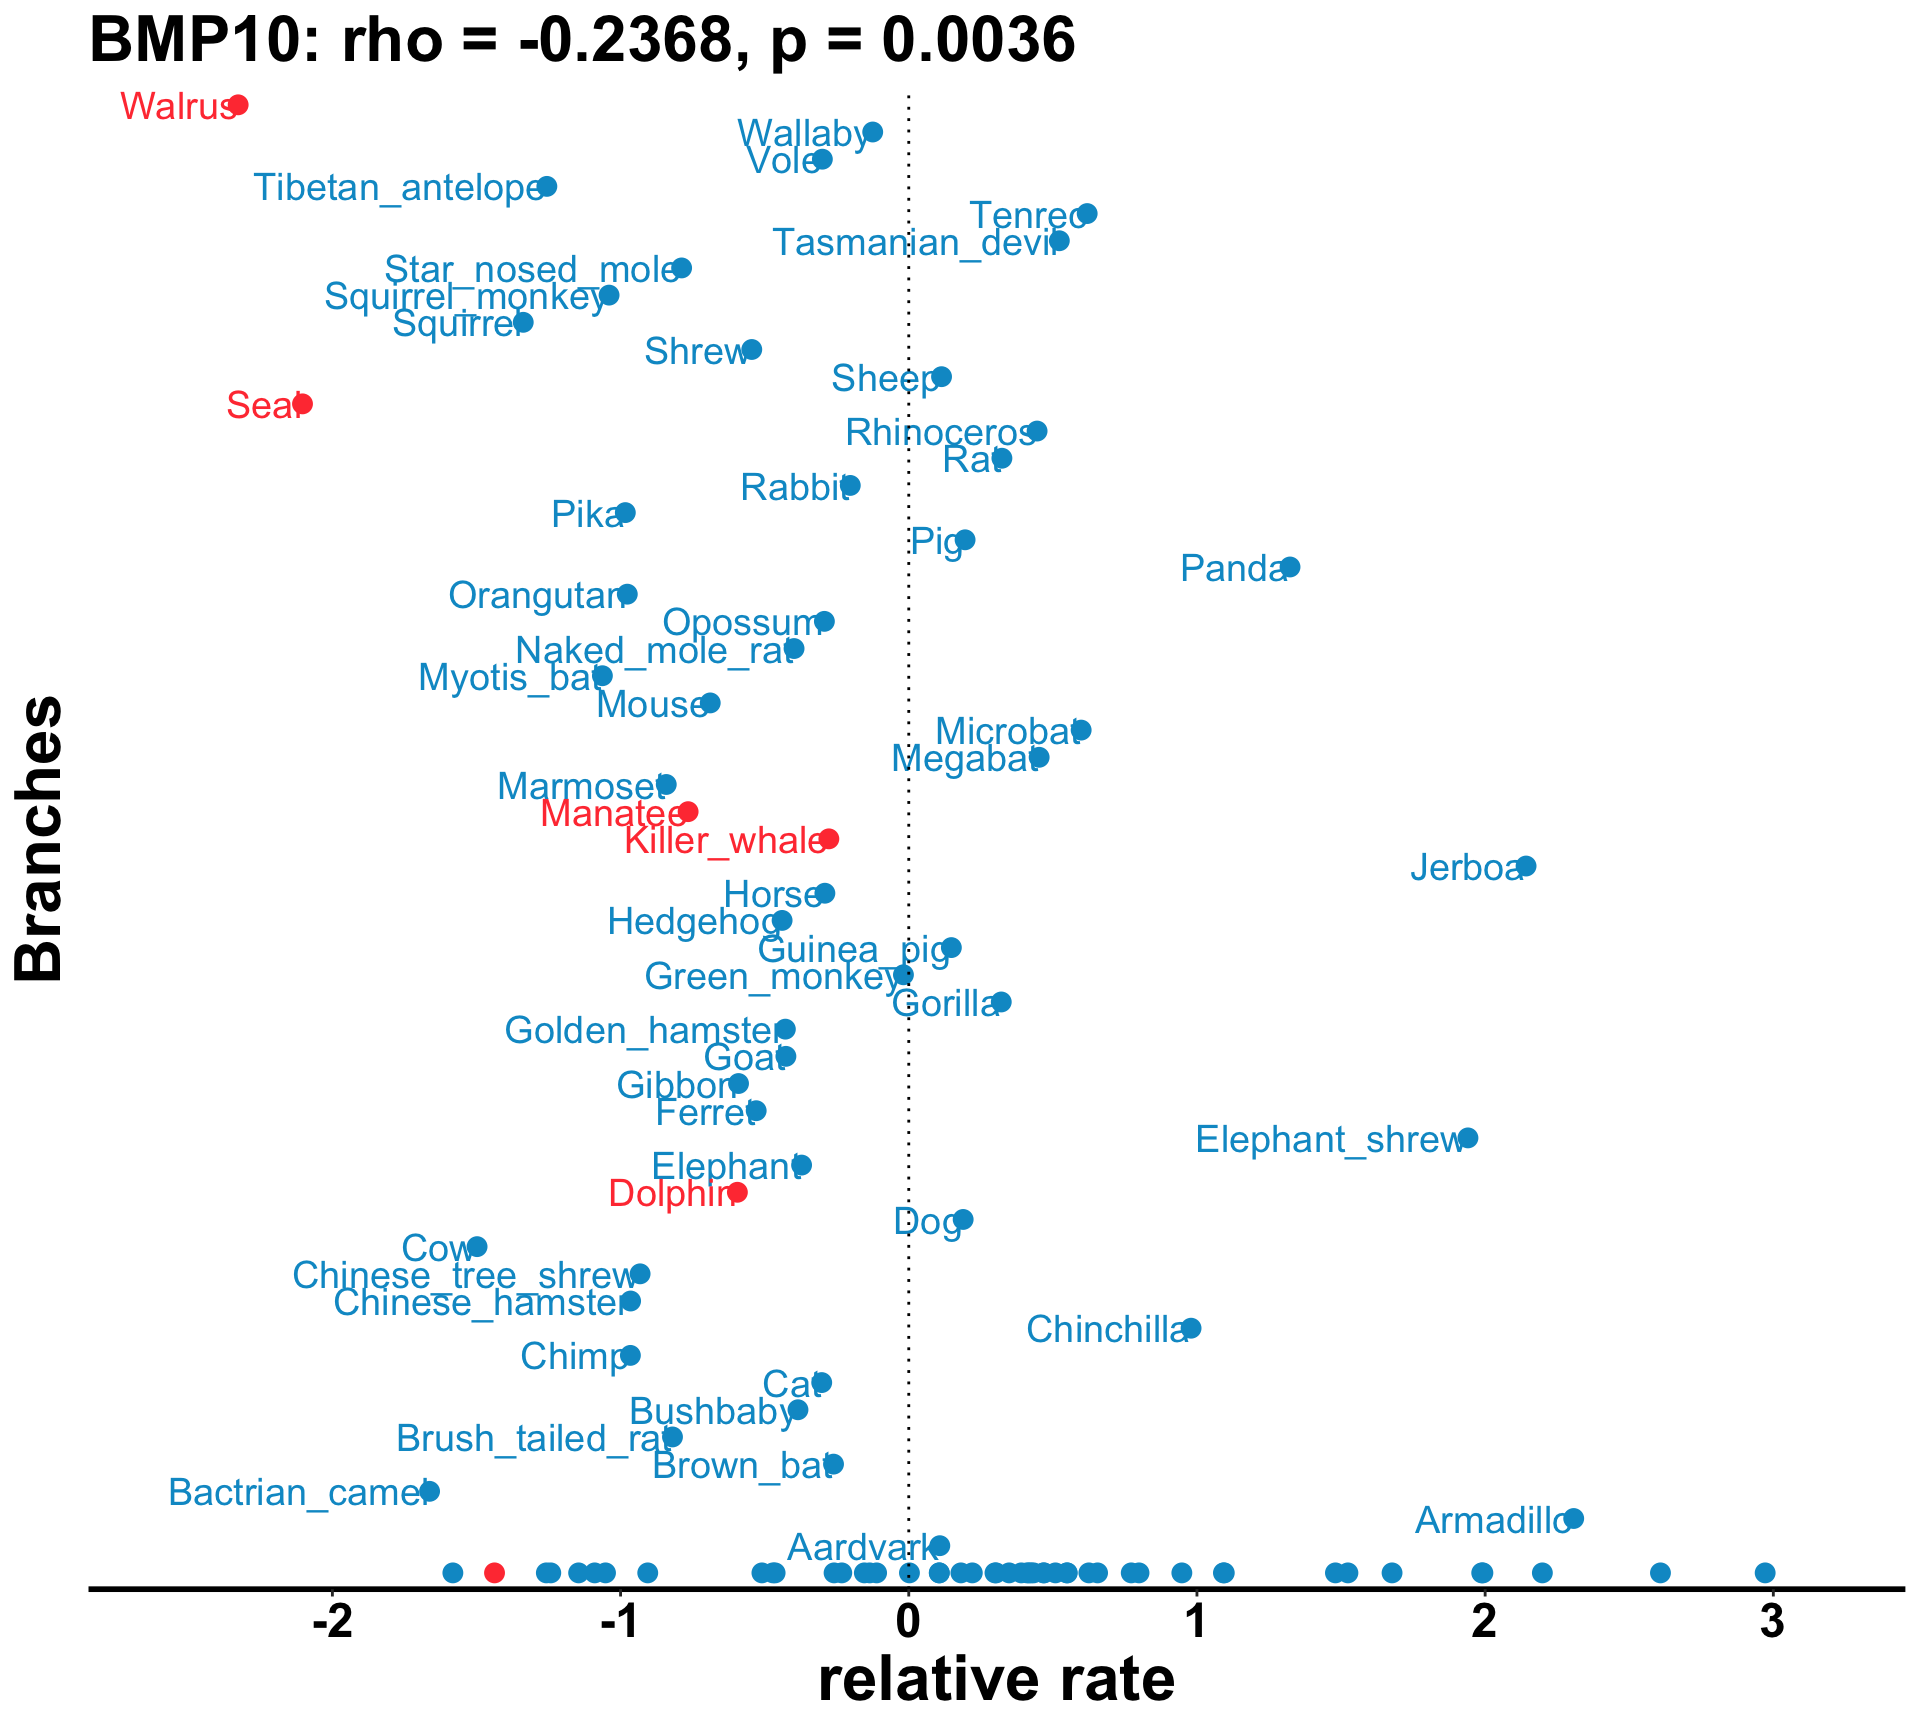 BMP10: rho = -0.2368, p = 0.0036
Walrus
Wallaby
Vole
Tibetan_antelope
Tenrec
Tasmanian_devil
Star_nosed_mole
Squirrel_monkey
Squirrel
Shrew
Sheep
Seal
Rhinoceros
Rat
Rabbit
Pika
Pig
Panda
Orangutan
Opossum
Naked_mole_rat
Myotis_bat
Mouse
Microbat
Megabat
Marmoset
Manatee
Killer_whale
Jerboa
Horse
Hedgehog
Guinea_pig
Green_monkey
Gorilla
Golden_hamster
Goat
Gibbon
Ferret
Elephant_shrew
Elephant
Dolphin
Dog
Cow
Chinese_tree_shrew
Chinese_hamster
Chinchilla
Chimp
Cat
Bushbaby
Brush_tailed_rat
Brown_bat
Bactrian_camel
Armadillo
Aardvark
Branches
-2 -1 0 1 2 3
relative rate